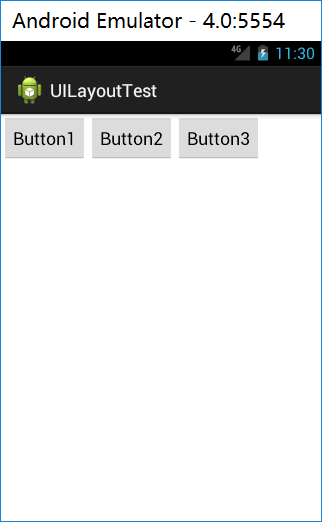 Android Emulator - 4.0:5554
4G 11:30
UILayoutTest
Button1 Button2 Button3